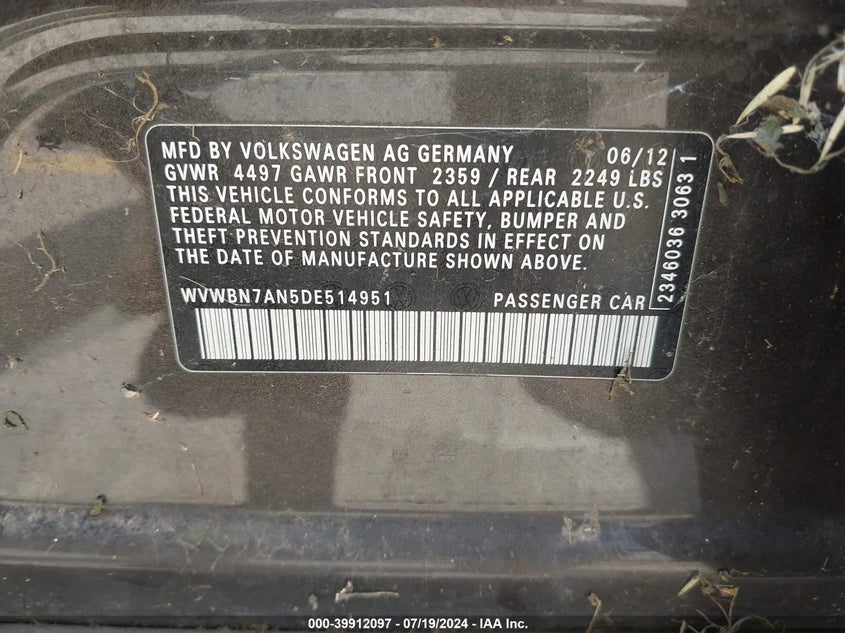 MFD BY VOLKSWAGEN AG GERMANY 06/12
GVWR 4497 GAWR FRONT 2359 / REAR 2249 LBS
THIS VEHICLE CONFORMS TO ALL APPLICABLE U.S.
FEDERAL MOTOR VEHICLE SAFETY, BUMPER AND
THEFT PREVENTION STANDARDS IN EFFECT ON
THE DATE OF MANUFACTURE SHOWN ABOVE.
WVWBN7AN5DE514951 PASSENGER CAR
2346036 3063 1
000-39912097 - 07/19/2024 - IAA Inc.